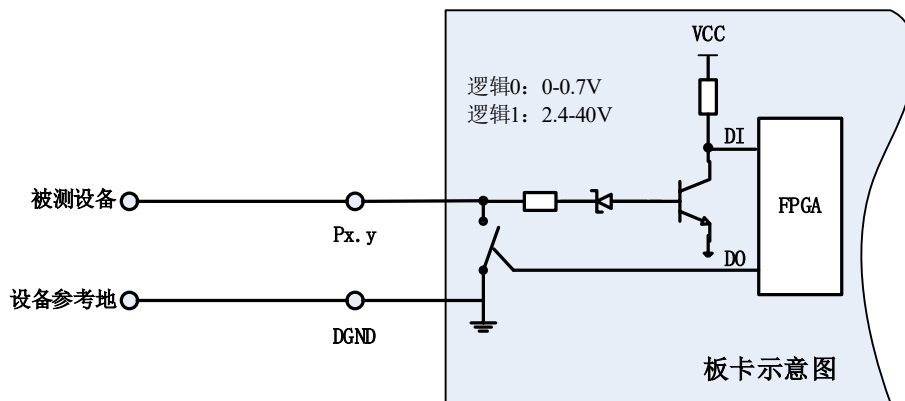 VCC
逻辑0：0-0.7V
逻辑1：2.4-40V
DI
被测设备
Px.y
FPGA
DO
设备参考地
DGND
板卡示意图